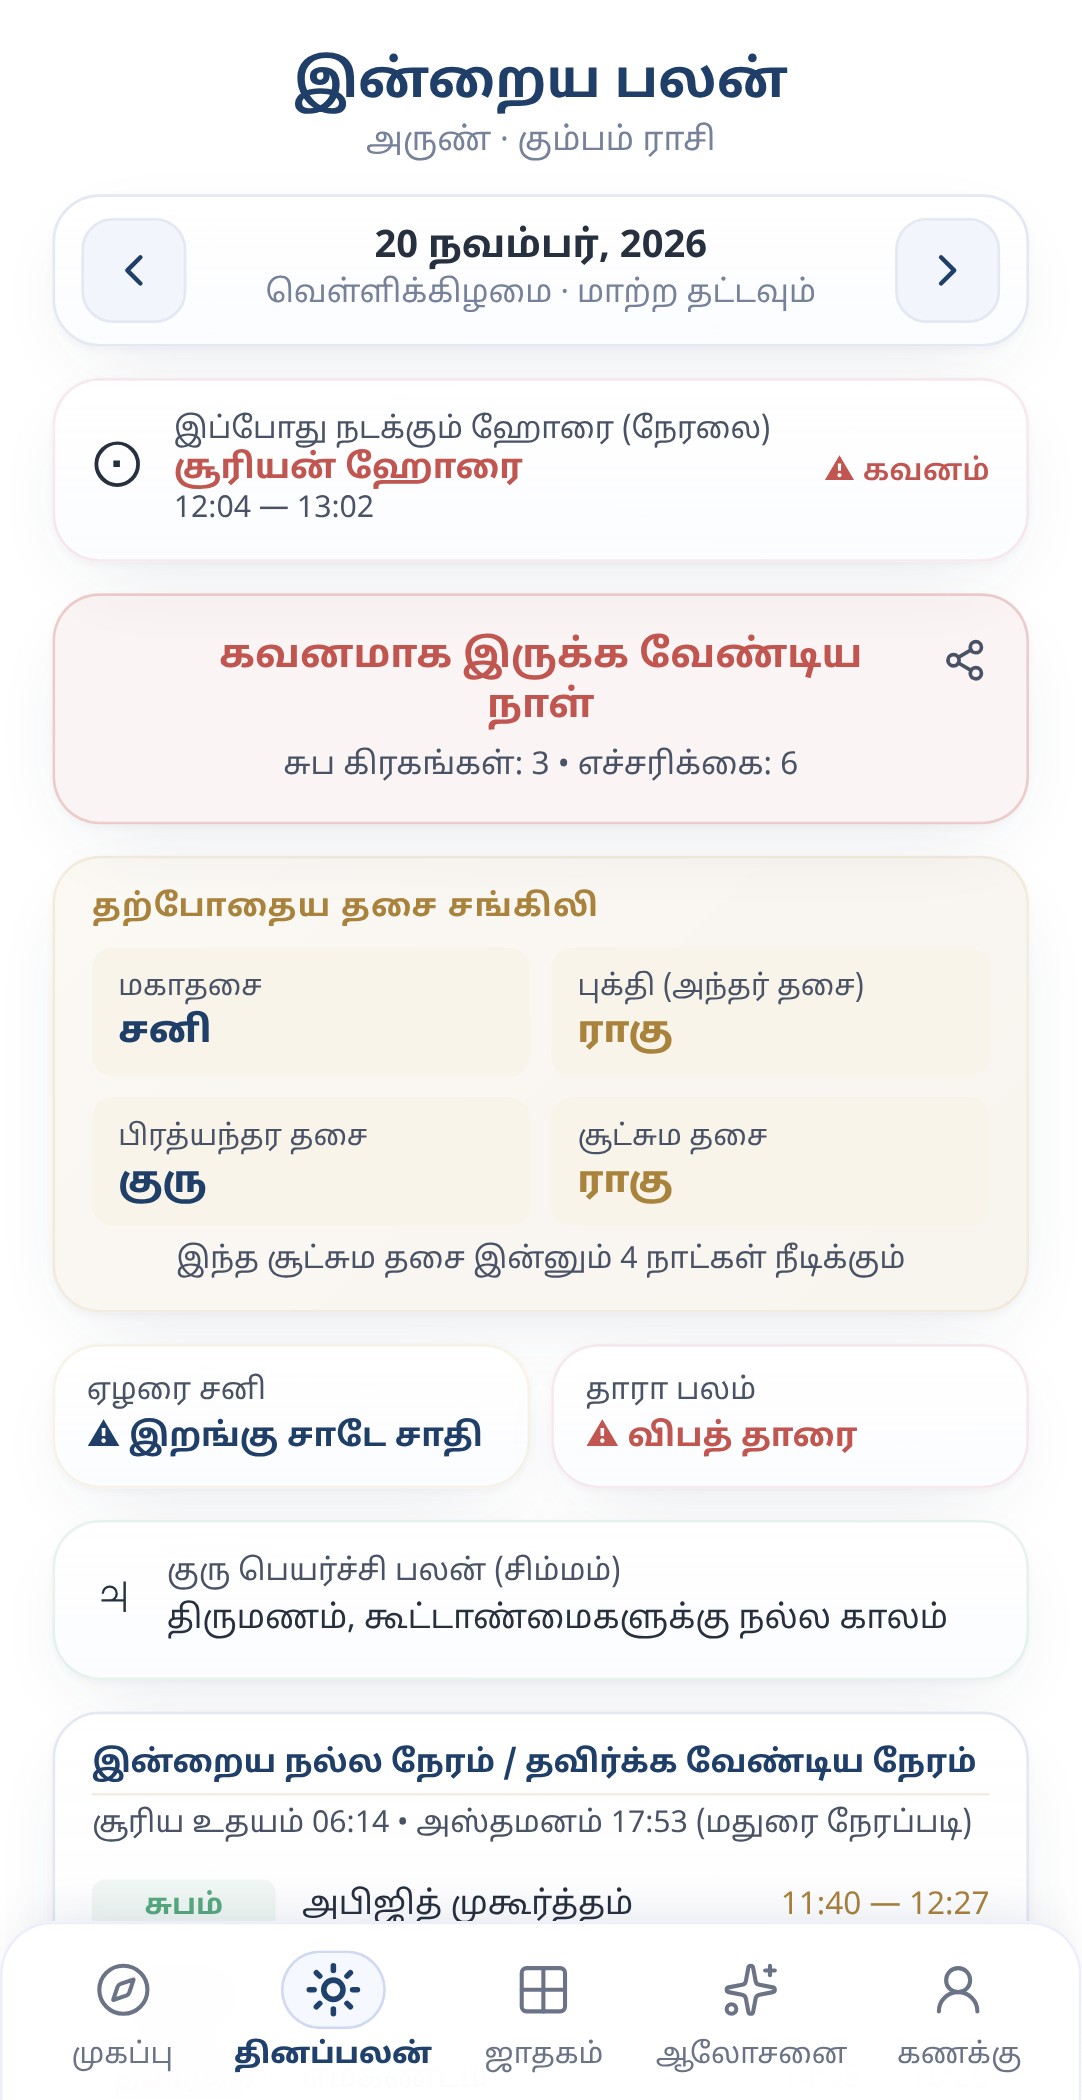 இன்றைய பலன்
அருண் · கும்பம் ராசி
20 நவம்பர், 2026
வெள்ளிக்கிழமை · மாற்ற தட்டவும்
இப்போது நடக்கும் ஹோரை (நேரலை)
சூரியன் ஹோரை
⚠ கவனம்
12:04 — 13:02
கவனமாக இருக்க வேண்டிய
நாள்
சுப கிரகங்கள்: 3 • எச்சரிக்கை: 6
தற்போதைய தசை சங்கிலி
மகாதசை
சனி
புக்தி (அந்தர் தசை)
ராகு
பிரத்யந்தர தசை
குரு
சூட்சும தசை
ராகு
இந்த சூட்சும தசை இன்னும் 4 நாட்கள் நீடிக்கும்
ஏழரை சனி
⚠ இறங்கு சாடே சாதி
தாரா பலம்
⚠ விபத் தாரை
♃
குரு பெயர்ச்சி பலன் (சிம்மம்)
திருமணம், கூட்டாண்மைகளுக்கு நல்ல காலம்
இன்றைய நல்ல நேரம் / தவிர்க்க வேண்டிய நேரம்
சூரிய உதயம் 06:14 • அஸ்தமனம் 17:53 (மதுரை நேரப்படி)
சுபம் அபிஜித் முகூர்த்தம் 11:40 — 12:27
முகப்பு
தினப்பலன்
ஜாதகம்
ஆலோசனை
கணக்கு